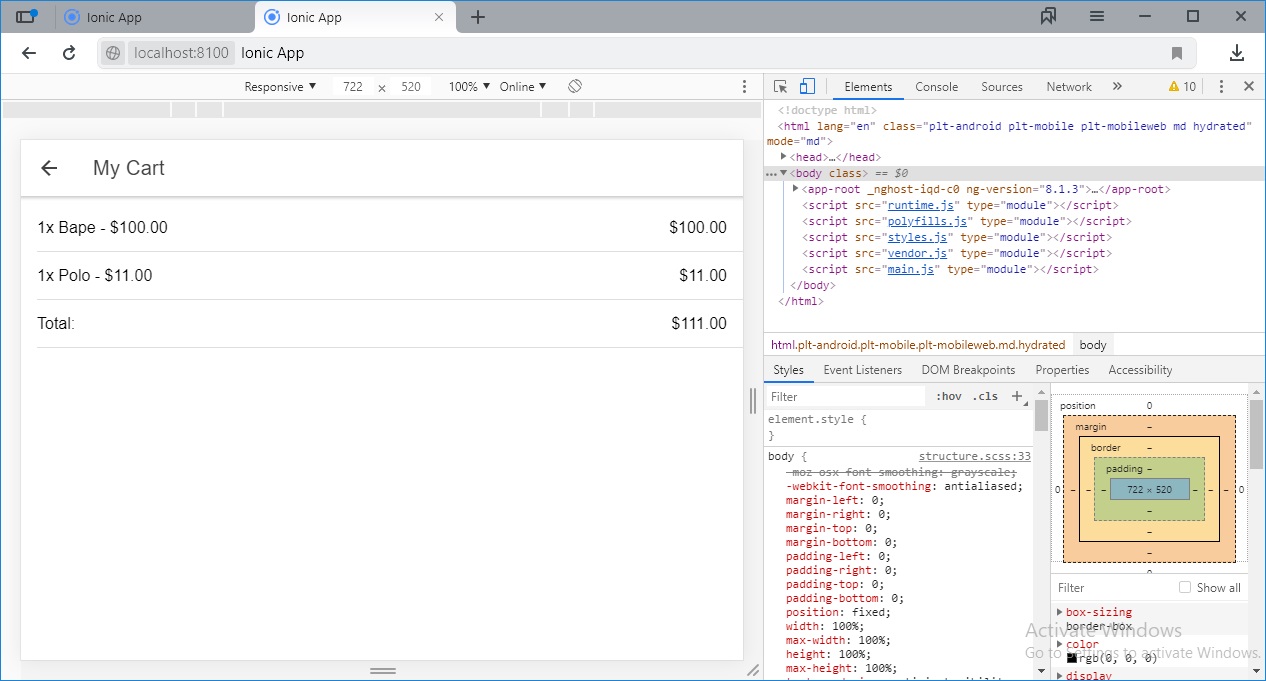 Ionic App
Ionic App
localhost:8100 Ionic App
Responsive ▼ 722 x 520 100% ▼ Online ▼
Elements Console Sources Network » 10
My Cart
1x Bape - $100.00 $100.00
1x Polo - $11.00 $11.00
Total: $111.00
<!doctype html>
<html lang="en" class="plt-android plt-mobile plt-mobileweb md hydrated"
mode="md">
▶<head>…</head>
…▼<body class> == $0
▶<app-root _nghost-iqd-c0 ng-version="8.1.3">…</app-root>
<script src="runtime.js" type="module"></script>
<script src="polyfills.js" type="module"></script>
<script src="styles.js" type="module"></script>
<script src="vendor.js" type="module"></script>
<script src="main.js" type="module"></script>
</body>
</html>
html.plt-android.plt-mobile.plt-mobileweb.md.hydrated body
Styles Event Listeners DOM Breakpoints Properties Accessibility
Filter :hov .cls +
element.style {
}
body { structure.scss:33
-moz-osx-font-smoothing: grayscale;
-webkit-font-smoothing: antialiased;
margin-left: 0;
margin-right: 0;
margin-top: 0;
margin-bottom: 0;
padding-left: 0;
padding-right: 0;
padding-top: 0;
padding-bottom: 0;
position: fixed;
width: 100%;
max-width: 100%;
height: 100%;
max-height: 100%;
position 0
margin –
border –
padding –
0 – – – 722 × 520 – – – 0
–
–
–
0
Filter Show all
▶box-sizing
border-box
▶color
rgb(0, 0, 0)
▶display
Activate Windows
Go to Settings to activate Windows.